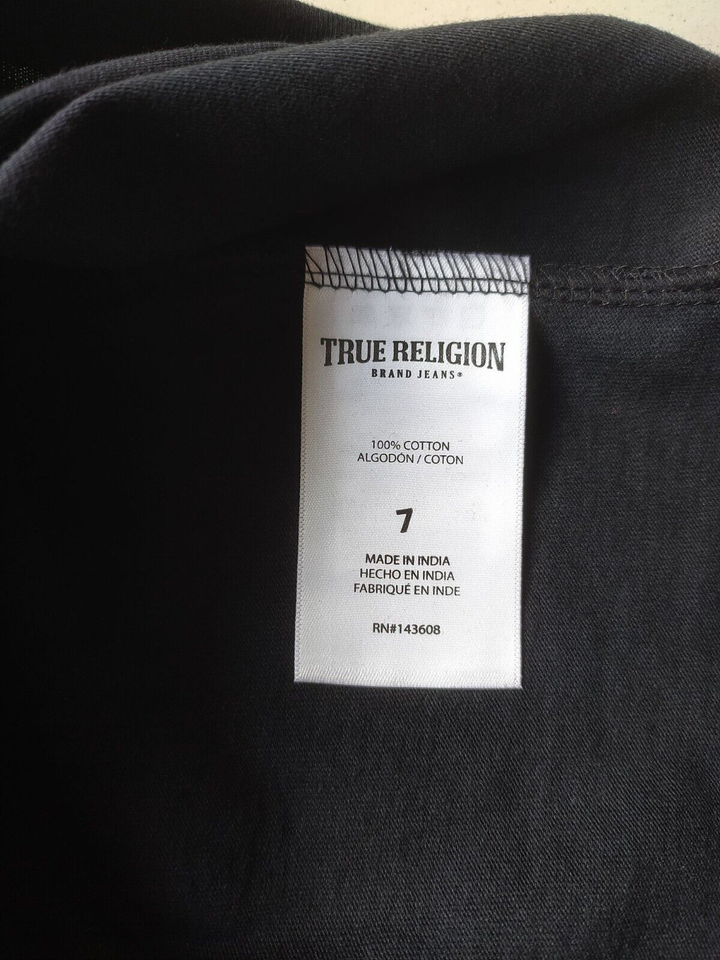 TRUE RELIGION
BRAND JEANS®
100% COTTON
ALGODÓN / COTON
7
MADE IN INDIA
HECHO EN INDIA
FABRIQUÉ EN INDE
RN#143608